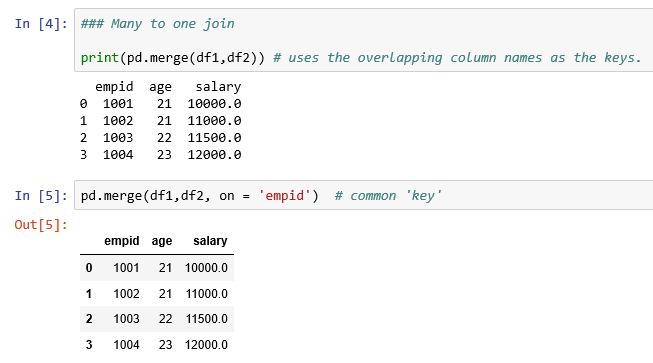 In [4]: ### Many to one join
print(pd.merge(df1,df2)) # uses the overlapping column names as the keys.
empid age salary
0 1001 21 10000.0
1 1002 21 11000.0
2 1003 22 11500.0
3 1004 23 12000.0
In [5]: pd.merge(df1,df2, on = 'empid') # common 'key'
Out[5]:
empid age salary
0 1001 21 10000.0
1 1002 21 11000.0
2 1003 22 11500.0
3 1004 23 12000.0